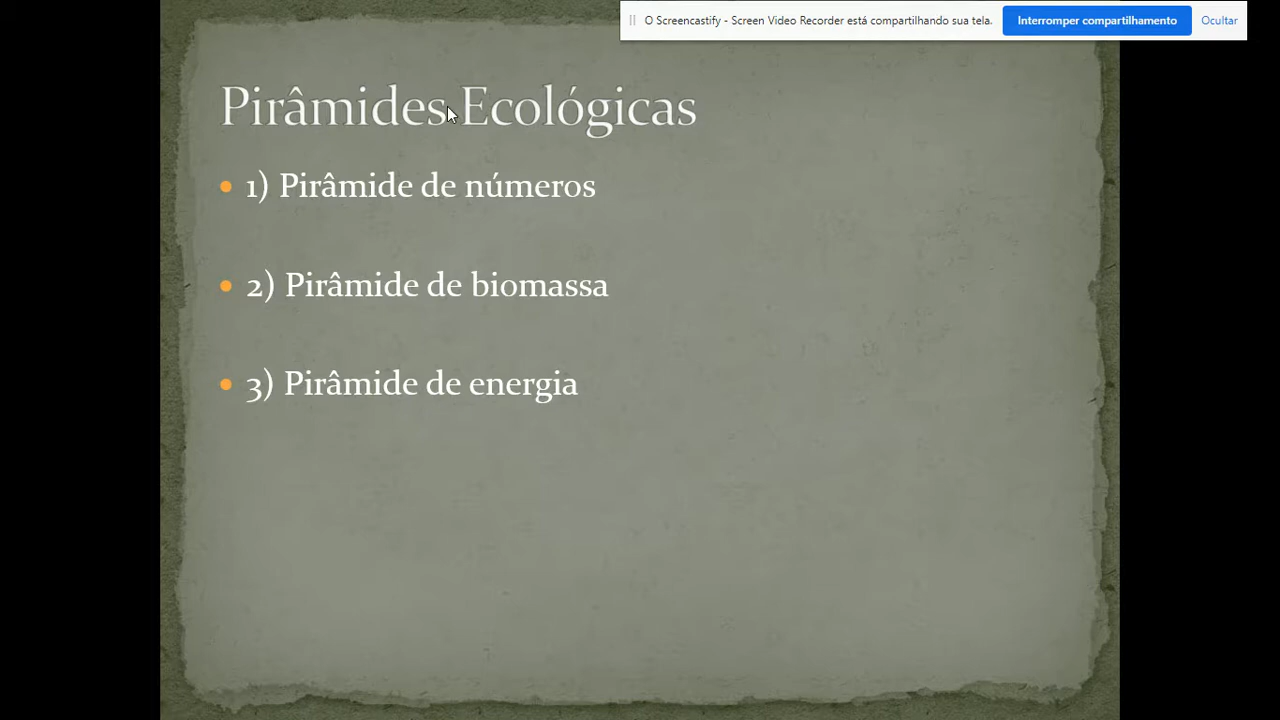 O Screencastify - Screen Video Recorder está compartilhando sua tela. Interromper compartilhamento Ocultar
Pirâmides Ecológicas
• 1) Pirâmide de números
• 2) Pirâmide de biomassa
• 3) Pirâmide de energia